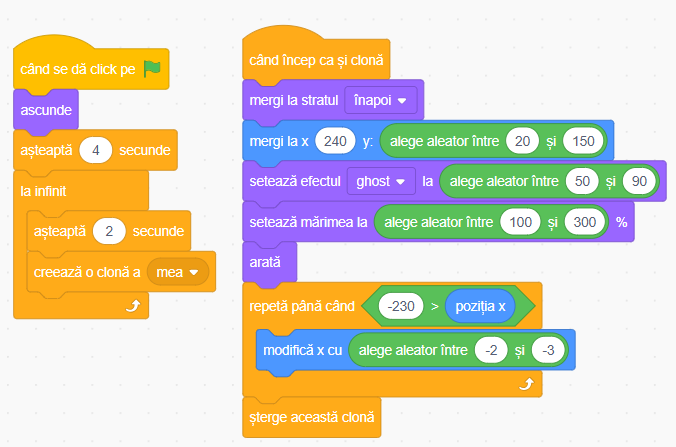 când se dă click pe
ascunde
așteaptă 4 secunde
la infinit
așteaptă 2 secunde
creează o clonă a mea
când încep ca și clonă
mergi la stratul înapoi
mergi la x 240 y: alege aleator între 20 și 150
setează efectul ghost la alege aleator între 50 și 90
setează mărimea la alege aleator între 100 și 300 %
arată
repetă până când -230 > poziția x
modifică x cu alege aleator între -2 și -3
șterge această clonă